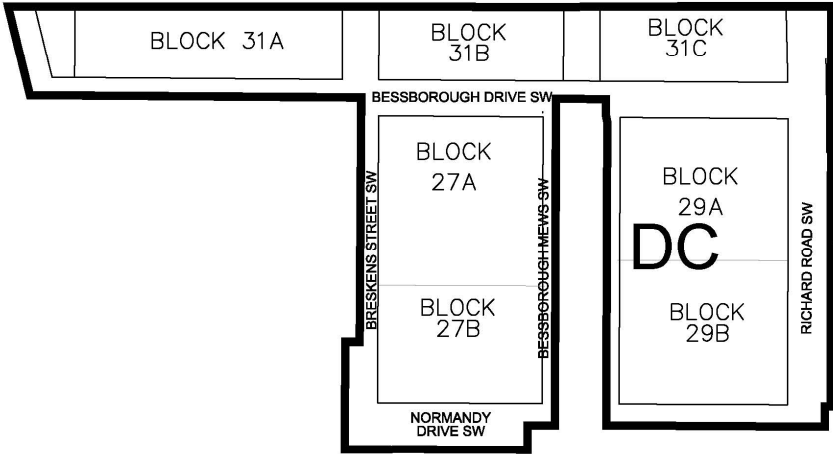 BLOCK 31A
BLOCK
31B
BLOCK
31C
BESSBOROUGH DRIVE SW
BLOCK
27A
BLOCK
27B
BRESKENS STREET SW
BESSBOROUGH MEWS SW
NORMANDY
DRIVE SW
BLOCK
29A
DC
BLOCK
29B
RICHARD ROAD SW